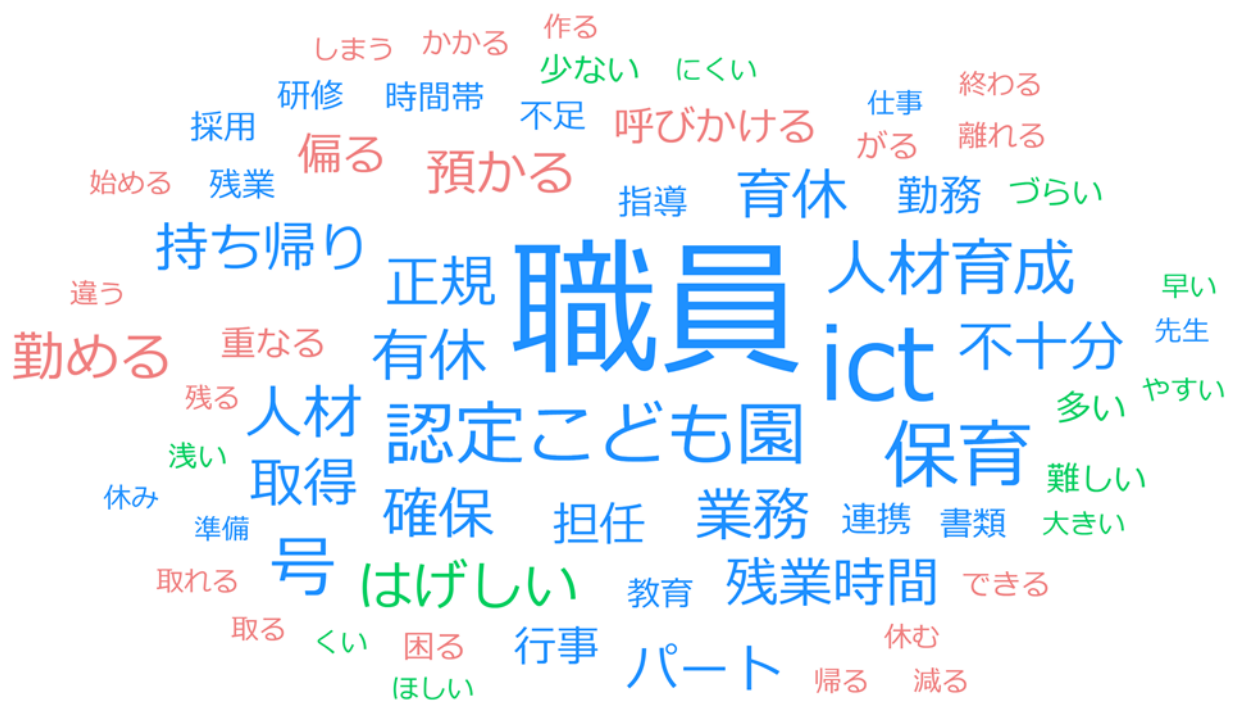 作る
しまう かかる
少ない にくい
研修 時間帯 仕事 終わる
採用 不足 呼びかける がる 離れる
偏る 預かる
始める 残業 指導 育休 勤務 づらい
持ち帰り 正規 職員 人材育成
違う 早い
勤める 重なる 有休 ict 不十分 先生
残る 人材 認定こども園 多い やすい
浅い 保育
休み 取得 確保 担任 業務 難しい
準備 連携 書類 大きい
取れる 号 はげしい 教育 残業時間 できる
取る くい 困る 行事 パート 休む
ほしい 帰る 減る